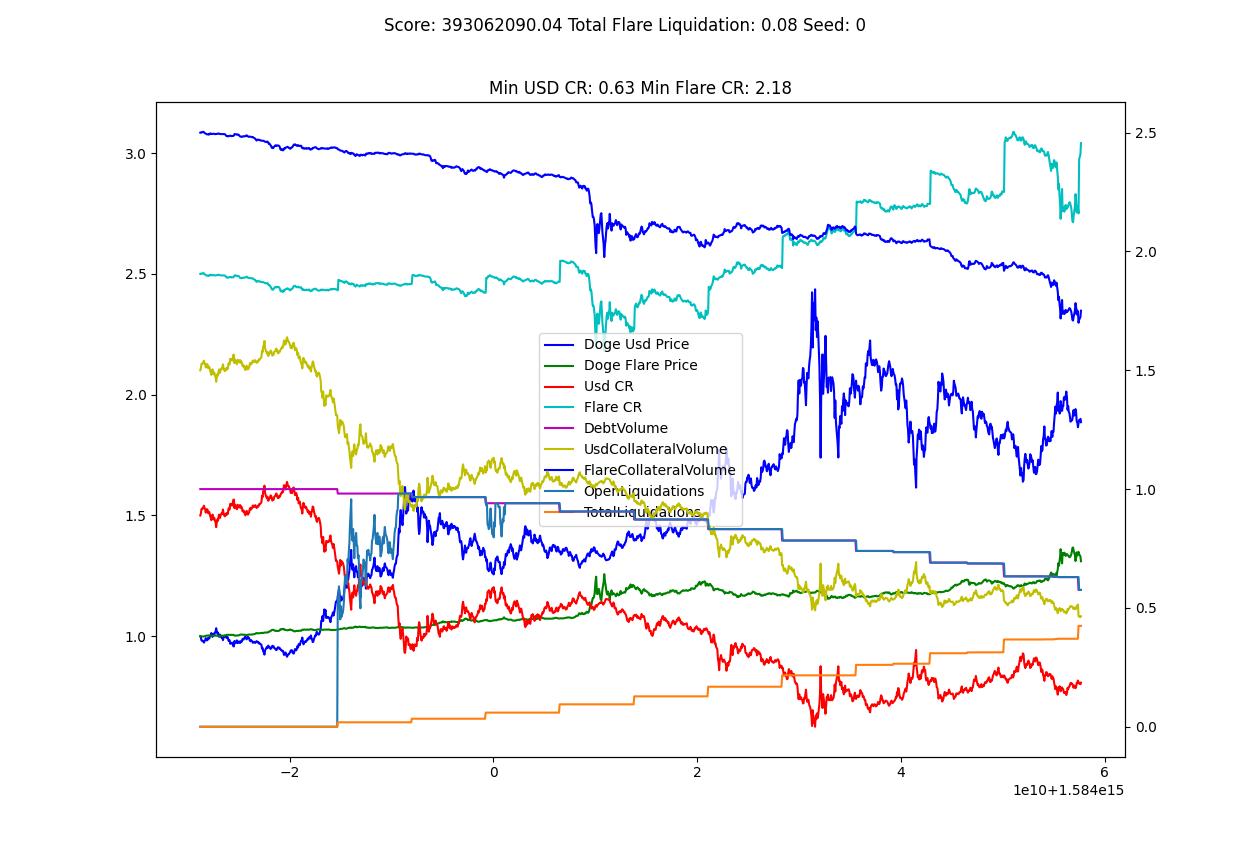 Score: 393062090.04 Total Flare Liquidation: 0.08 Seed: 0
Min USD CR: 0.63 Min Flare CR: 2.18
3.0
2.5
2.0
1.5
1.0
2.5
2.0
1.5
1.0
0.5
0.0
Doge Usd Price
Doge Flare Price
Usd CR
Flare CR
DebtVolume
UsdCollateralVolume
FlareCollateralVolume
OpenLiquidations
TotalLiquidations
−2
0
2
4
6
1e10+1.584e15